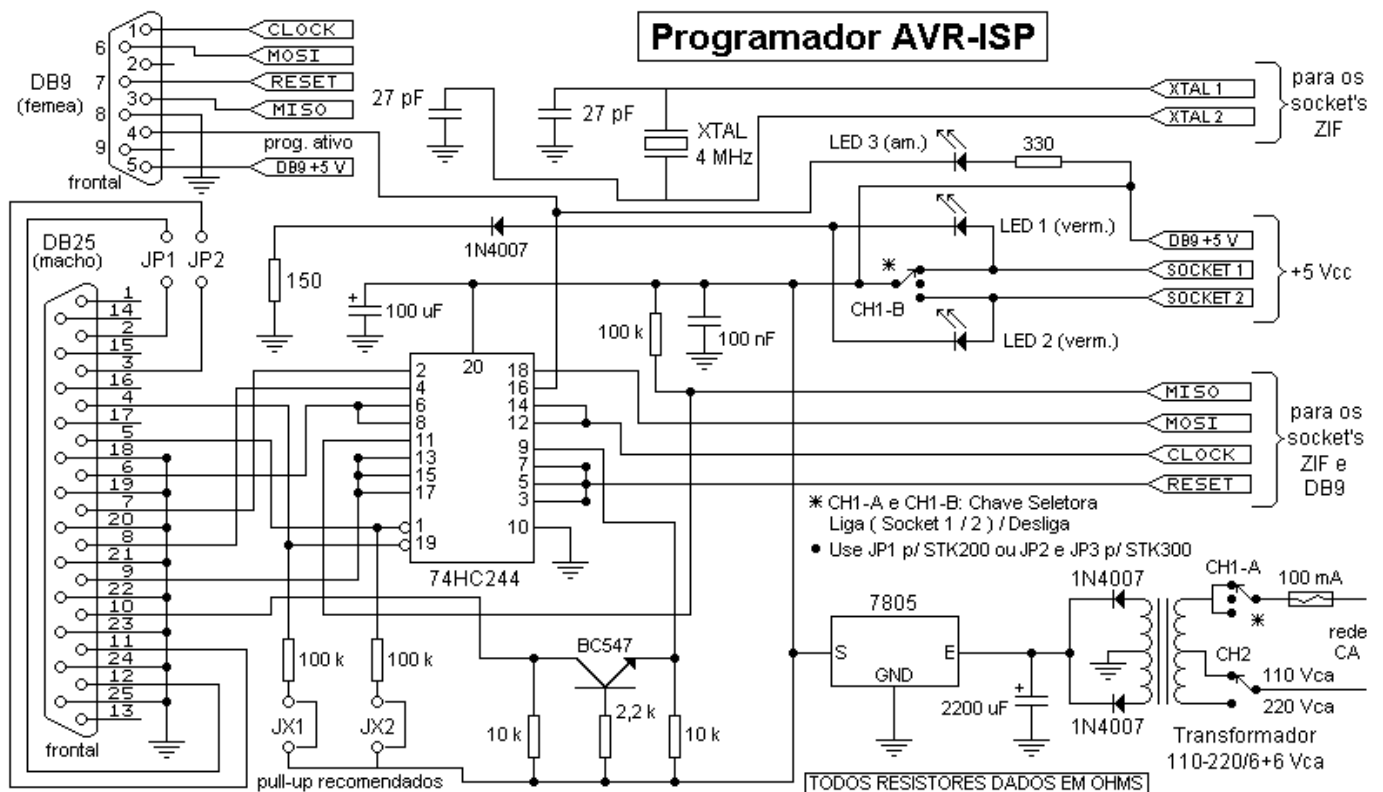 Programador AVR-ISP
DB9
(femea)
frontal
1
6
2
7
3
8
4
9
5
CLOCK
MOSI
RESET
MISO
prog. ativo
DB9 +5 V
27 pF
27 pF
XTAL
4 MHz
XTAL 1
XTAL 2
para os
socket's
ZIF
LED 3 (am.)
330
LED 1 (verm.)
DB9 +5 V
SOCKET 1
SOCKET 2
+5 Vcc
*
CH1-B
LED 2 (verm.)
1N4007
150
+
100 uF
100 k
100 nF
DB25
(macho)
JP1
JP2
1
14
2
15
3
16
4
17
5
18
6
19
7
20
8
21
9
22
10
23
11
24
12
25
13
frontal
20
2
4
6
8
11
13
15
17
1
19
18
16
14
12
9
7
5
3
10
74HC244
MISO
MOSI
CLOCK
RESET
para os
socket's
ZIF e
DB9
* CH1-A e CH1-B: Chave Seletora
Liga ( Socket 1 / 2 ) / Desliga
• Use JP1 p/ STK200 ou JP2 e JP3 p/ STK300
100 k
100 k
JX1
JX2
pull-up recomendados
BC547
10 k
2,2 k
10 k
7805
S
E
GND
+
2200 uF
1N4007
1N4007
CH1-A
*
100 mA
rede
CA
CH2
110 Vca
220 Vca
Transformador
110-220/6+6 Vca
TODOS RESISTORES DADOS EM OHMS